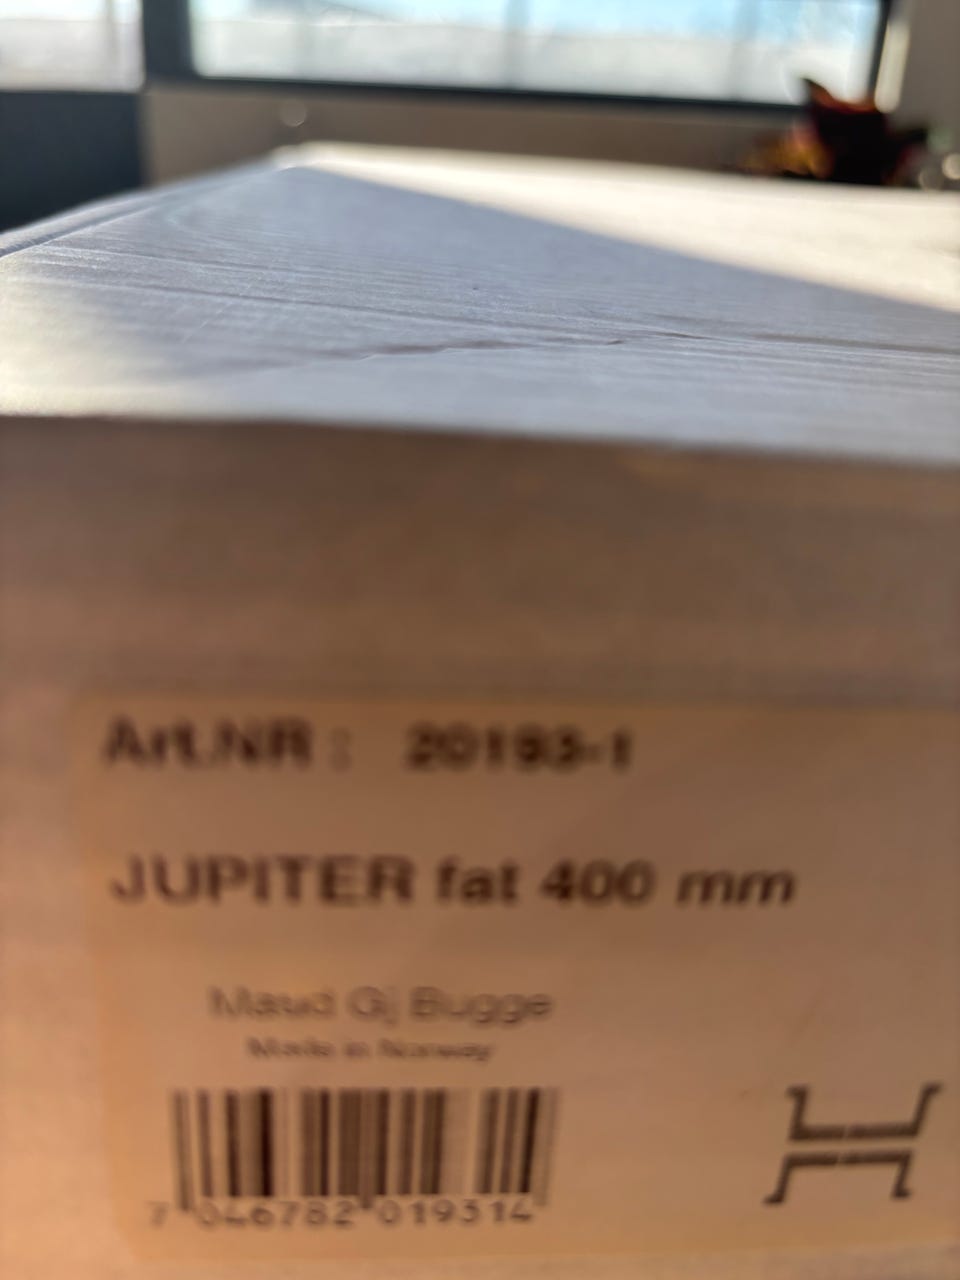 Art.NR : 20193-1
JUPITER fat 400 mm
Maud Gj Bugge
Made in Norway
7 046782 019314